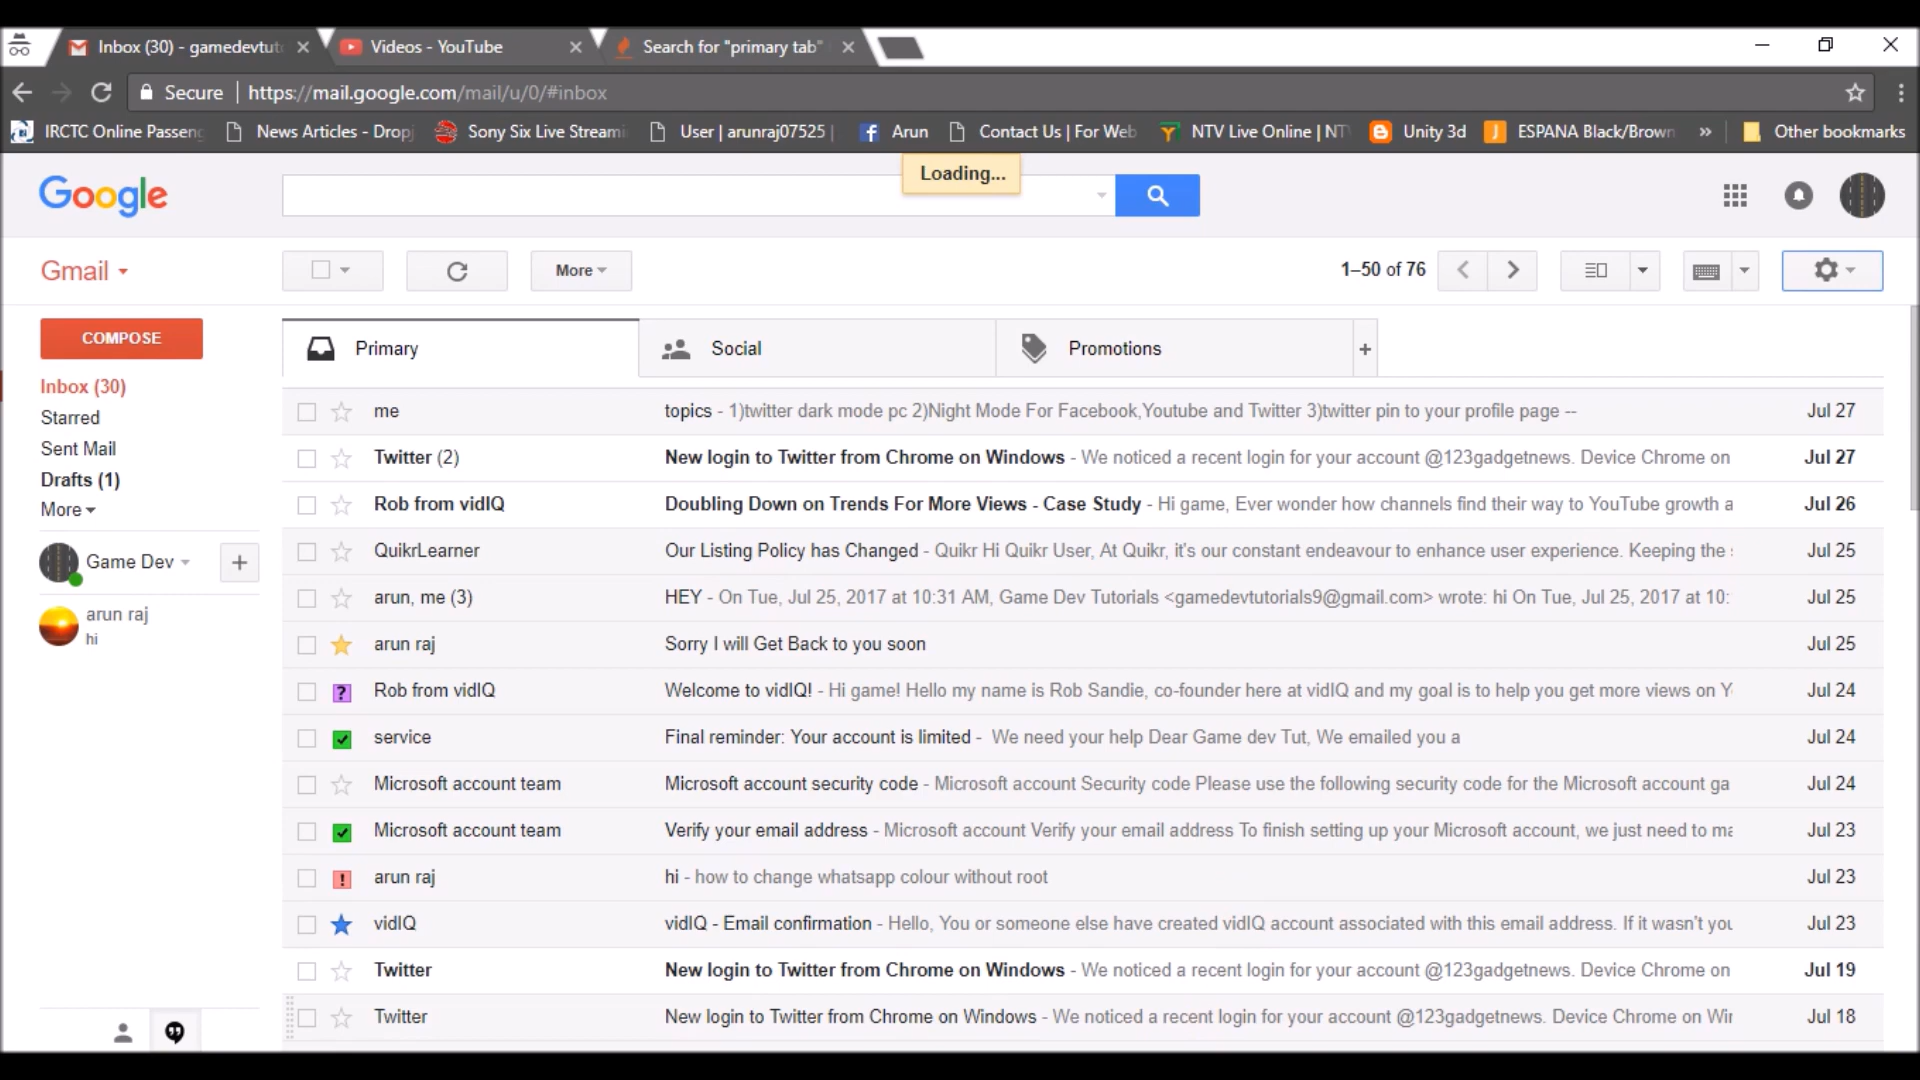 Inbox (30) - gamedevtut
Videos - YouTube
Search for "primary tab"
Secure
https://mail.google.com/mail/u/0/#inbox
IRCTC Online Passeng
News Articles - Dropj
Sony Six Live Streami
User | arunraj07525 |
Arun
Contact Us | For Web
NTV Live Online | NT
Unity 3d
ESPANA Black/Brown
»
Other bookmarks
Loading...
Google
Gmail
More
1–50 of 76
COMPOSE
Inbox (30)
Starred
Sent Mail
Drafts (1)
More
Game Dev
arun raj
hi
Primary
Social
Promotions
me topics - 1)twitter dark mode pc 2)Night Mode For Facebook,Youtube and Twitter 3)twitter pin to your profile page -- Jul 27
Twitter (2) New login to Twitter from Chrome on Windows - We noticed a recent login for your account @123gadgetnews. Device Chrome on Jul 27
Rob from vidIQ Doubling Down on Trends For More Views - Case Study - Hi game, Ever wonder how channels find their way to YouTube growth a Jul 26
QuikrLearner Our Listing Policy has Changed - Quikr Hi Quikr User, At Quikr, it's our constant endeavour to enhance user experience. Keeping the Jul 25
arun, me (3) HEY - On Tue, Jul 25, 2017 at 10:31 AM, Game Dev Tutorials <gamedevtutorials9@gmail.com> wrote: hi On Tue, Jul 25, 2017 at 10: Jul 25
arun raj Sorry I will Get Back to you soon Jul 25
? Rob from vidIQ Welcome to vidIQ! - Hi game! Hello my name is Rob Sandie, co-founder here at vidIQ and my goal is to help you get more views on Y Jul 24
service Final reminder: Your account is limited - We need your help Dear Game dev Tut, We emailed you a Jul 24
Microsoft account team Microsoft account security code - Microsoft account Security code Please use the following security code for the Microsoft account ga Jul 24
Microsoft account team Verify your email address - Microsoft account Verify your email address To finish setting up your Microsoft account, we just need to ma Jul 23
! arun raj hi - how to change whatsapp colour without root Jul 23
vidIQ vidIQ - Email confirmation - Hello, You or someone else have created vidIQ account associated with this email address. If it wasn't you Jul 23
Twitter New login to Twitter from Chrome on Windows - We noticed a recent login for your account @123gadgetnews. Device Chrome on Jul 19
Twitter New login to Twitter from Chrome on Windows - We noticed a recent login for your account @123gadgetnews. Device Chrome on Wir Jul 18